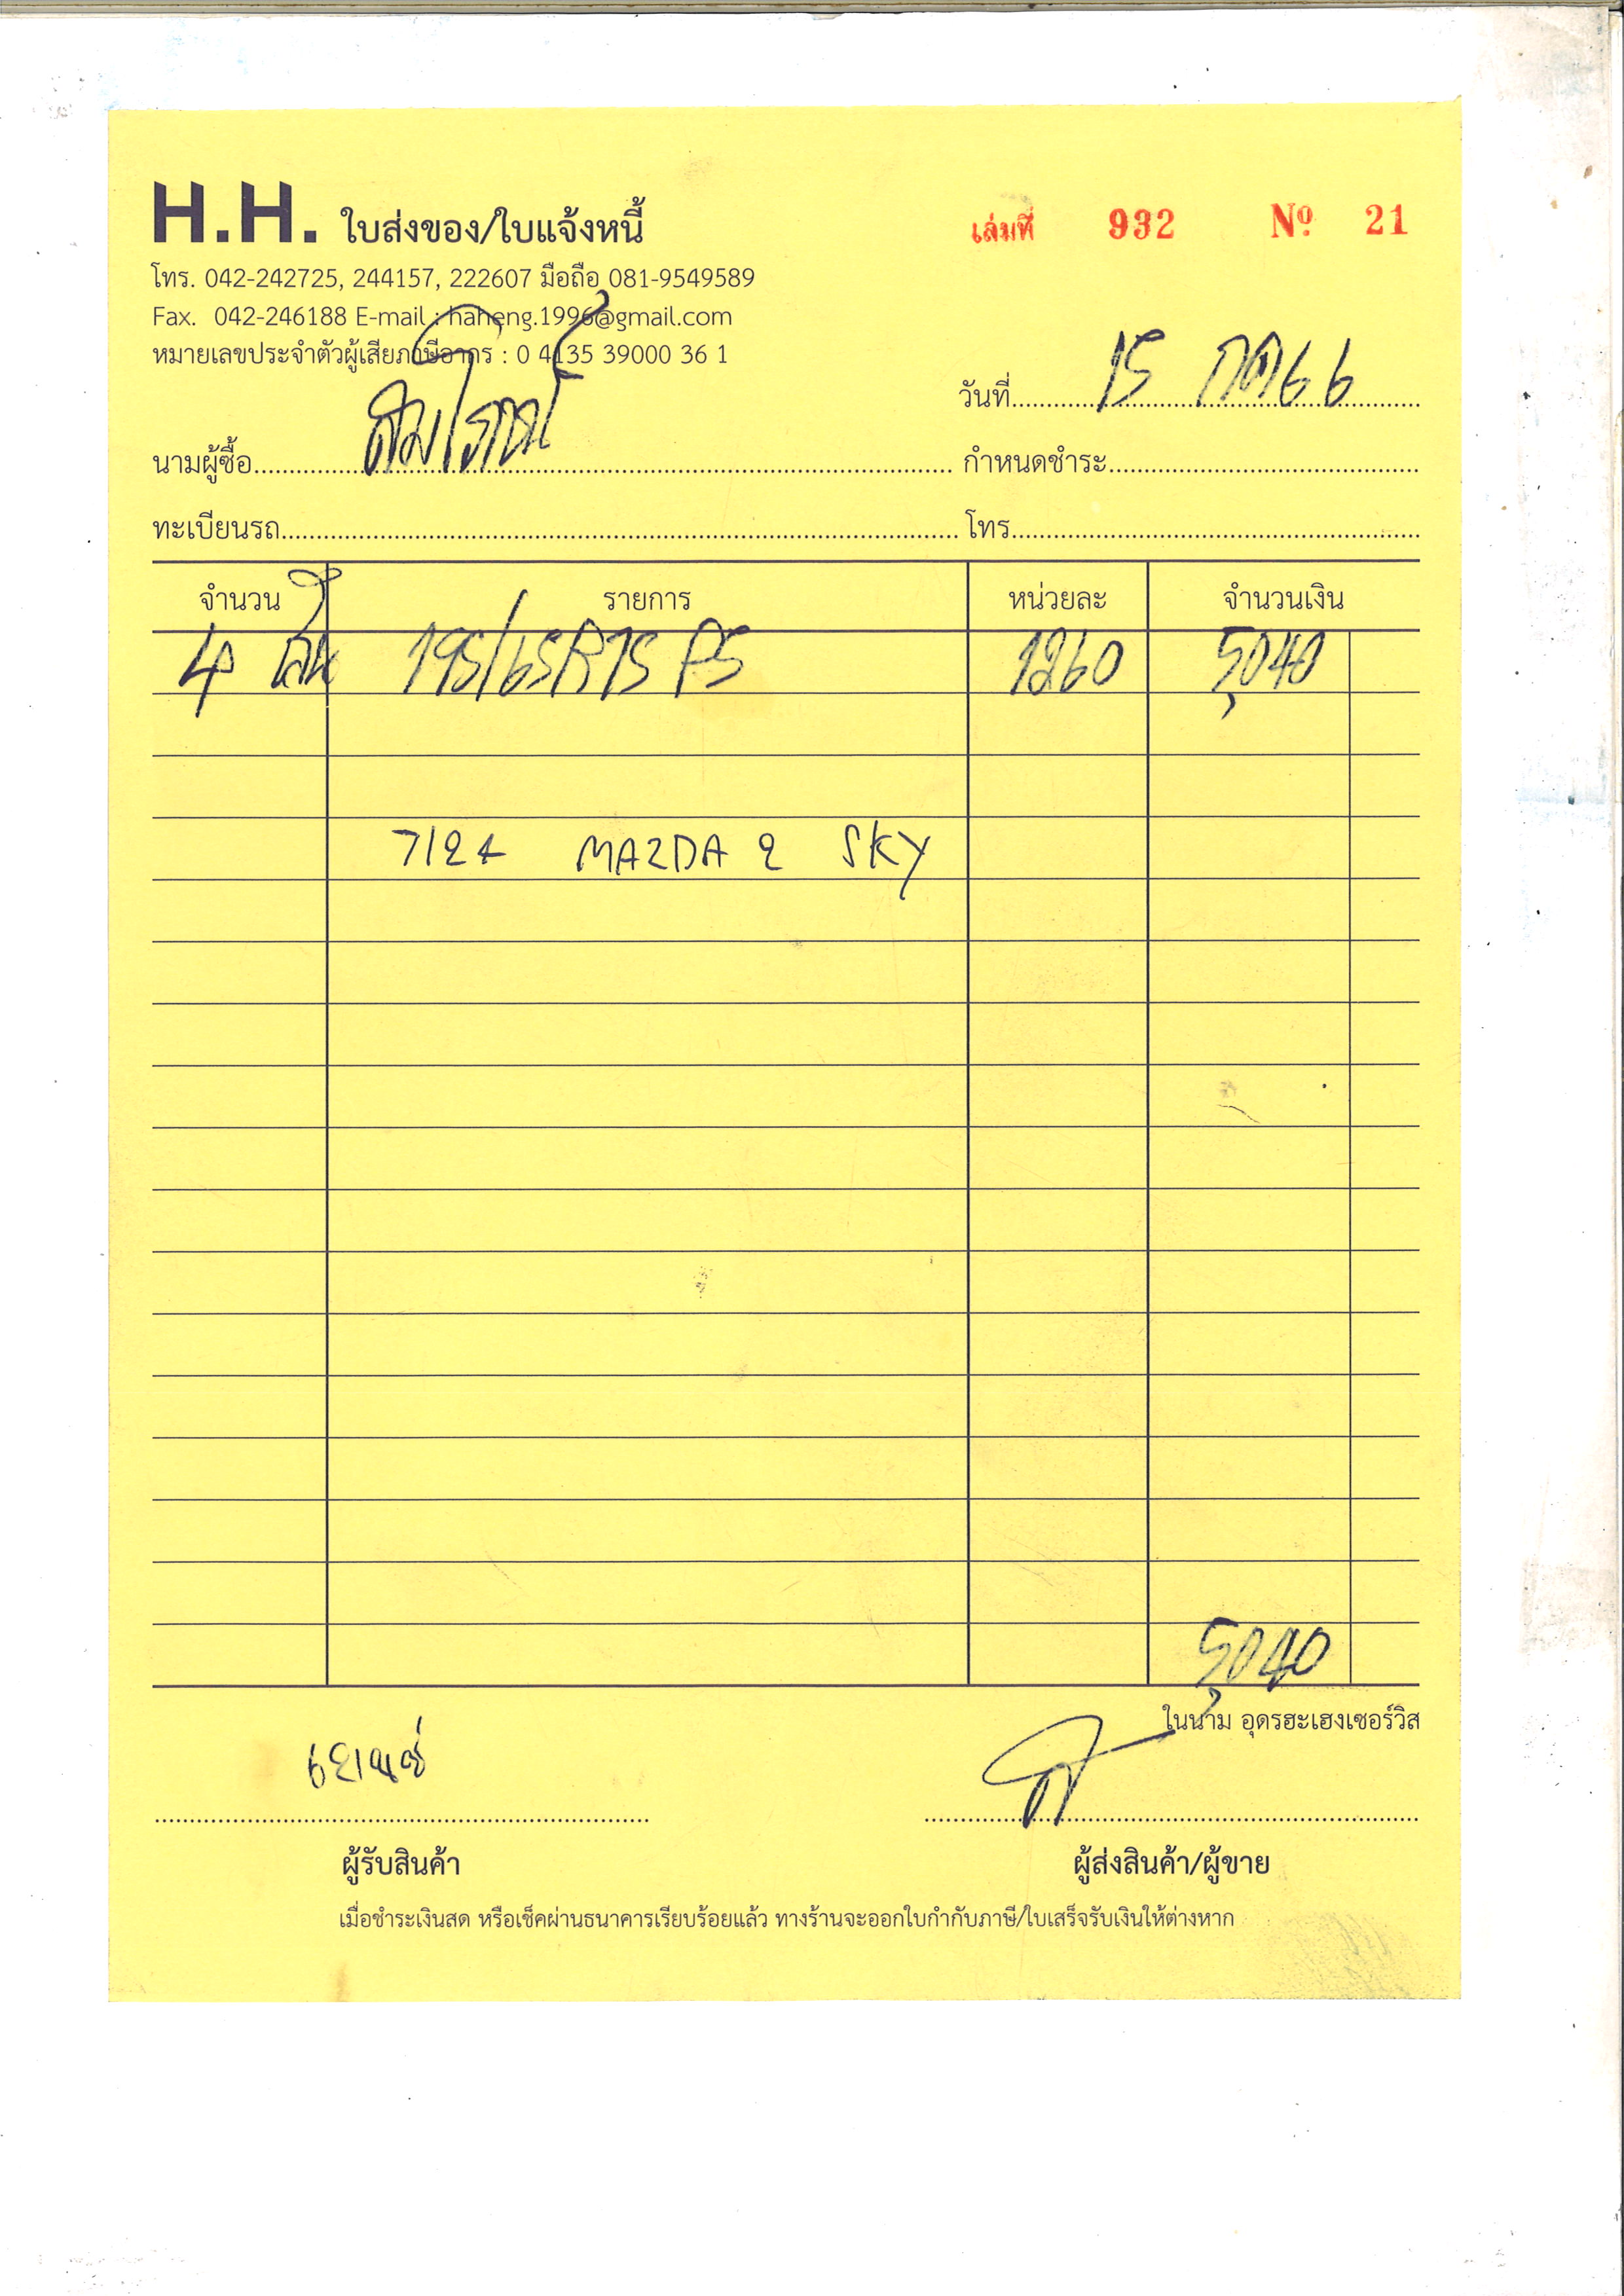 H.H. ใบส่งของ/ใบแจ้งหนี้ เล่มที่ 932 Nº 21
โทร. 042-242725, 244157, 222607 มือถือ 081-9549589
Fax. 042-246188 E-mail : haheng.1996@gmail.com
หมายเลขประจำตัวผู้เสียภาษีอากร : 0 4135 39000 36 1
วันที่ 15 กค 66
นามผู้ซื้อ กำหนดชำระ
ทะเบียนรถ โทร.
จำนวน รายการ หน่วยละ จำนวนเงิน
4 เส้น 195/65R15 PS 1260 5,040
7124 MAZDA 2 SKY
5,040
ในนาม อุดรฮะเฮงเซอร์วิส
ผู้รับสินค้า ผู้ส่งสินค้า/ผู้ขาย
เมื่อชำระเงินสด หรือเช็คผ่านธนาคารเรียบร้อยแล้ว ทางร้านจะออกใบกำกับภาษี/ใบเสร็จรับเงินให้ต่างหาก